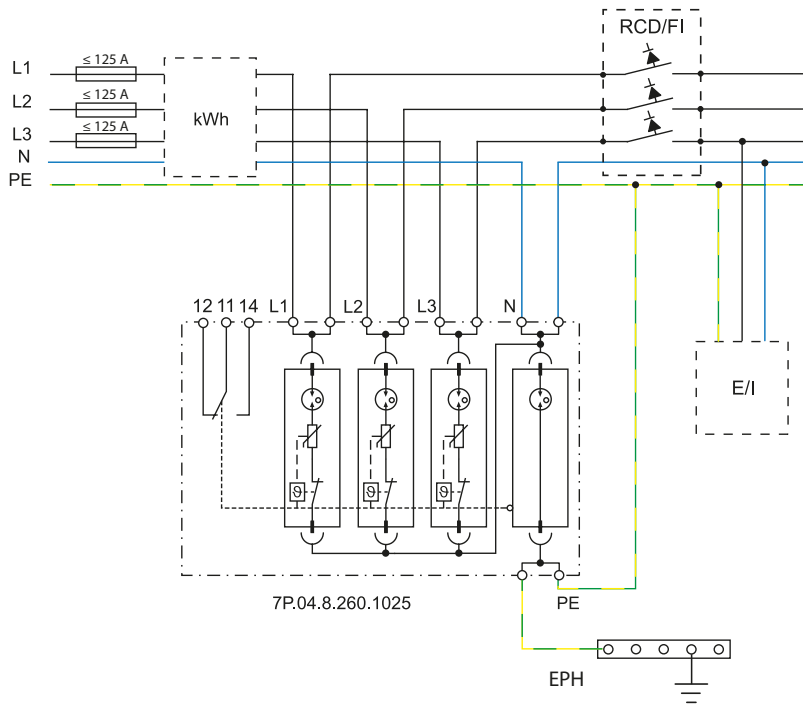 RCD/FI
≤ 125 A
L1
≤ 125 A
L2
kWh
≤ 125 A
L3
N
PE
12 11 14 L1 L2 L3 N
E/I
ϑ ϑ ϑ
7P.04.8.260.1025 PE
EPH